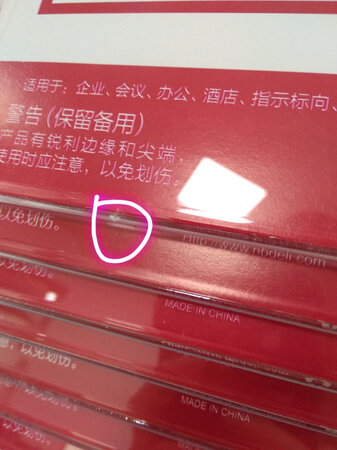 适用于：企业、会议、办公、酒店、指示标向、
警告（保留备用）
产品有锐利边缘和尖端，
使用时应注意，以免划伤。
以免划伤。
MADE IN CHINA
以免划伤。
MADE IN CHINA
以免划伤。
MADE IN CHINA